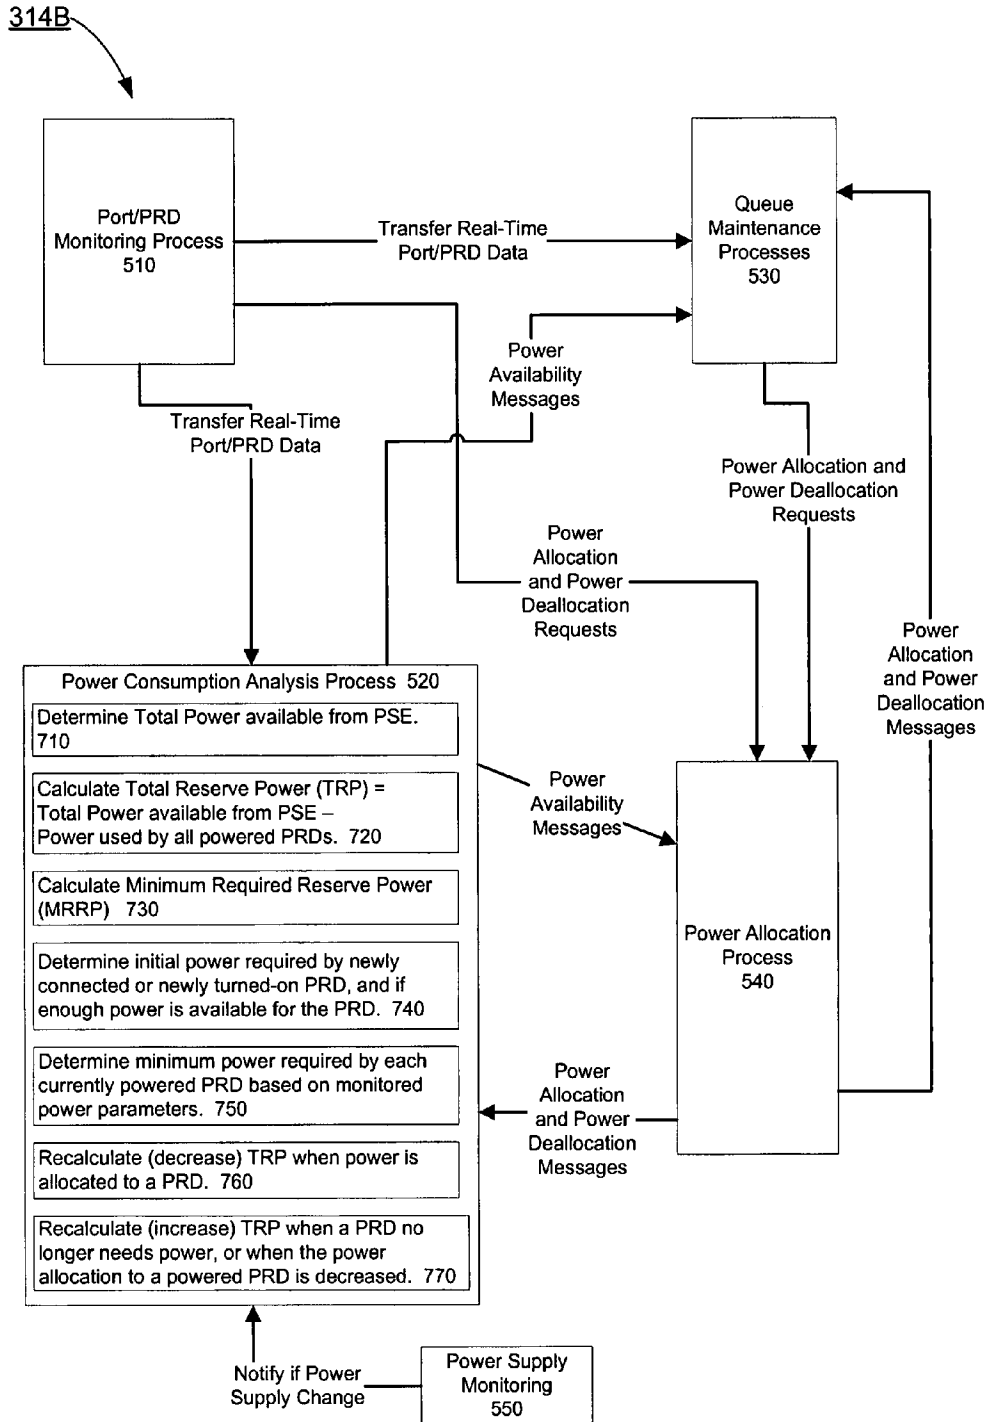 314B
Port/PRD
Monitoring Process
510
Transfer Real-Time
Port/PRD Data
Queue
Maintenance
Processes
530
Power
Availability
Messages
Transfer Real-Time
Port/PRD Data
Power Allocation and
Power Deallocation
Requests
Power
Allocation
and Power
Deallocation
Requests
Power
Allocation
and Power
Deallocation
Messages
Power Consumption Analysis Process 520
Determine Total Power available from PSE.
710
Calculate Total Reserve Power (TRP) =
Total Power available from PSE –
Power used by all powered PRDs. 720
Calculate Minimum Required Reserve Power
(MRRP) 730
Determine initial power required by newly
connected or newly turned-on PRD, and if
enough power is available for the PRD. 740
Determine minimum power required by each
currently powered PRD based on monitored
power parameters. 750
Recalculate (decrease) TRP when power is
allocated to a PRD. 760
Recalculate (increase) TRP when a PRD no
longer needs power, or when the power
allocation to a powered PRD is decreased. 770
Power
Availability
Messages
Power Allocation
Process
540
Power
Allocation
and Power
Deallocation
Messages
Notify if Power
Supply Change
Power Supply
Monitoring
550